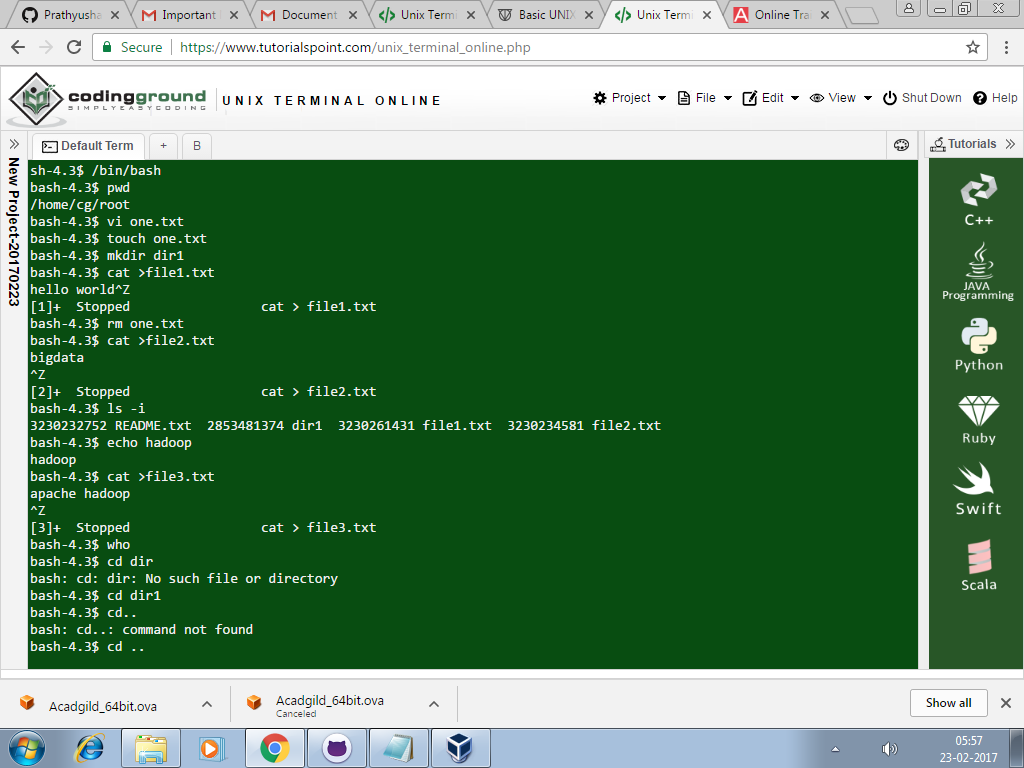 Prathyusha
Important
Document
Unix Termi
Basic UNIX
Unix Termi
Online Trai
Secure
https://www.tutorialspoint.com/unix_terminal_online.php
codingground
SIMPLYEASYCODING
UNIX TERMINAL ONLINE
Project
File
Edit
View
Shut Down
Help
New Project-20170223
Default Term
+
B
Tutorials
sh-4.3$ /bin/bash
bash-4.3$ pwd
/home/cg/root
bash-4.3$ vi one.txt
bash-4.3$ touch one.txt
bash-4.3$ mkdir dir1
bash-4.3$ cat >file1.txt
hello world^Z
[1]+  Stopped                 cat > file1.txt
bash-4.3$ rm one.txt
bash-4.3$ cat >file2.txt
bigdata
^Z
[2]+  Stopped                 cat > file2.txt
bash-4.3$ ls -i
3230232752 README.txt  2853481374 dir1  3230261431 file1.txt  3230234581 file2.txt
bash-4.3$ echo hadoop
hadoop
bash-4.3$ cat >file3.txt
apache hadoop
^Z
[3]+  Stopped                 cat > file3.txt
bash-4.3$ who
bash-4.3$ cd dir
bash: cd: dir: No such file or directory
bash-4.3$ cd dir1
bash-4.3$ cd..
bash: cd..: command not found
bash-4.3$ cd ..
C++
JAVA
Programming
Python
Ruby
Swift
Scala
Acadgild_64bit.ova
Acadgild_64bit.ova
Canceled
Show all
05:57
23-02-2017